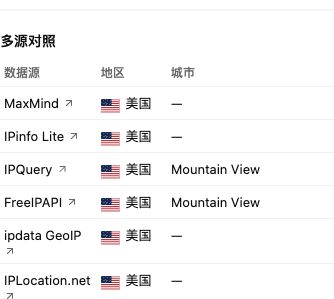 多源对照
数据源 地区 城市
MaxMind ↗ 美国 —
IPinfo Lite ↗ 美国 —
IPQuery ↗ 美国 Mountain View
FreeIPAPI ↗ 美国 Mountain View
ipdata GeoIP 美国 —
↗
IPLocation.net 美国 —
↗